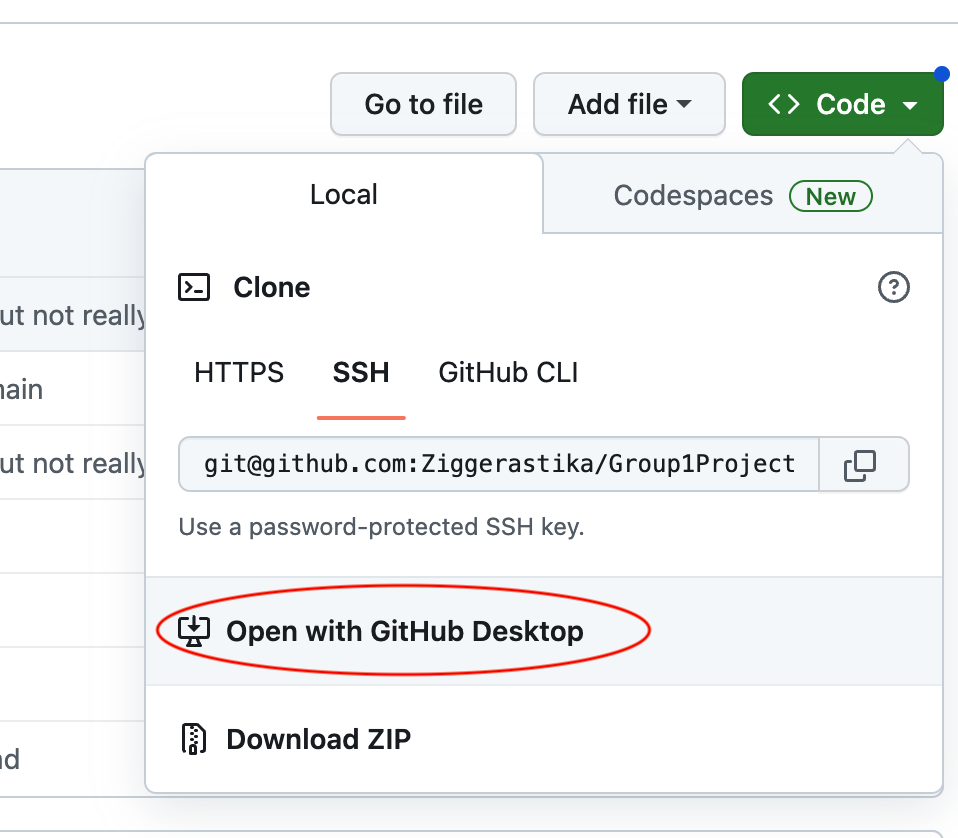 Go to file
Add file
Code
Local
Codespaces New
Clone
ut not really
HTTPS SSH GitHub CLI
nain
git@github.com:Ziggerastika/Group1Project
ut not really
Use a password-protected SSH key.
Open with GitHub Desktop
Download ZIP
nd